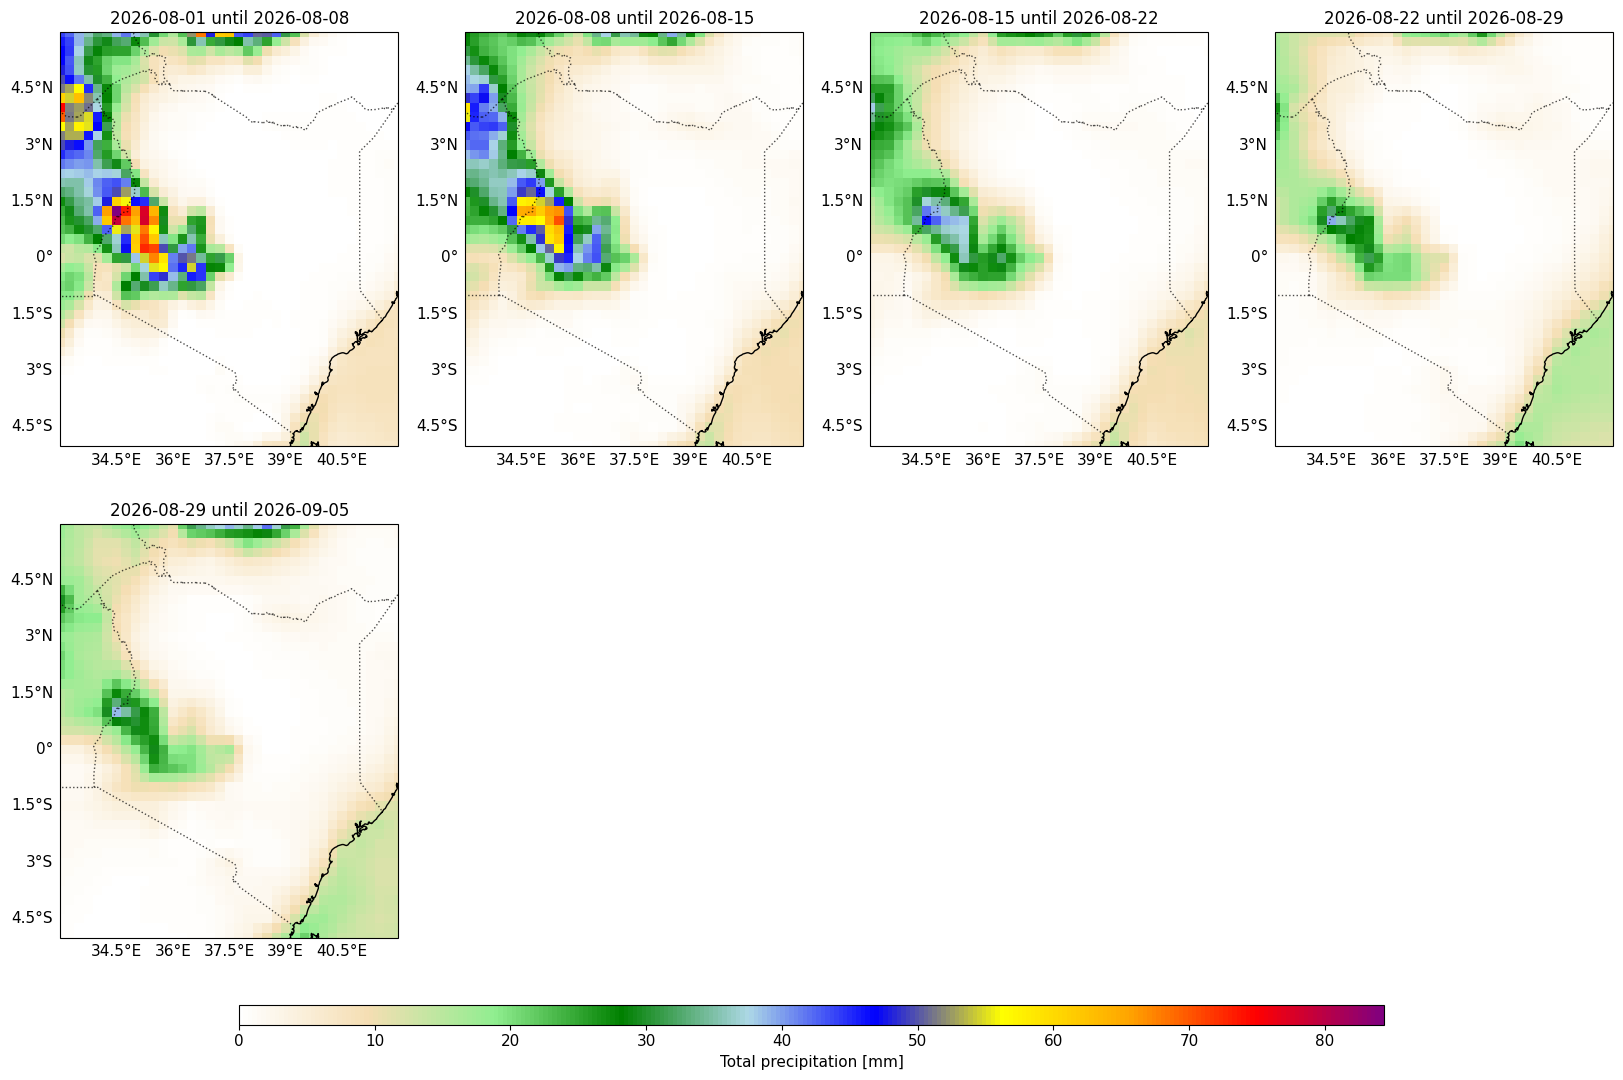 2026-08-01 until 2026-08-08
2026-08-08 until 2026-08-15
2026-08-15 until 2026-08-22
2026-08-22 until 2026-08-29
4.5°N
3°N
1.5°N
0°
1.5°S
3°S
4.5°S
34.5°E 36°E 37.5°E 39°E 40.5°E
4.5°N
3°N
1.5°N
0°
1.5°S
3°S
4.5°S
34.5°E 36°E 37.5°E 39°E 40.5°E
4.5°N
3°N
1.5°N
0°
1.5°S
3°S
4.5°S
34.5°E 36°E 37.5°E 39°E 40.5°E
4.5°N
3°N
1.5°N
0°
1.5°S
3°S
4.5°S
34.5°E 36°E 37.5°E 39°E 40.5°E
2026-08-29 until 2026-09-05
4.5°N
3°N
1.5°N
0°
1.5°S
3°S
4.5°S
34.5°E 36°E 37.5°E 39°E 40.5°E
0 10 20 30 40 50 60 70 80
Total precipitation [mm]